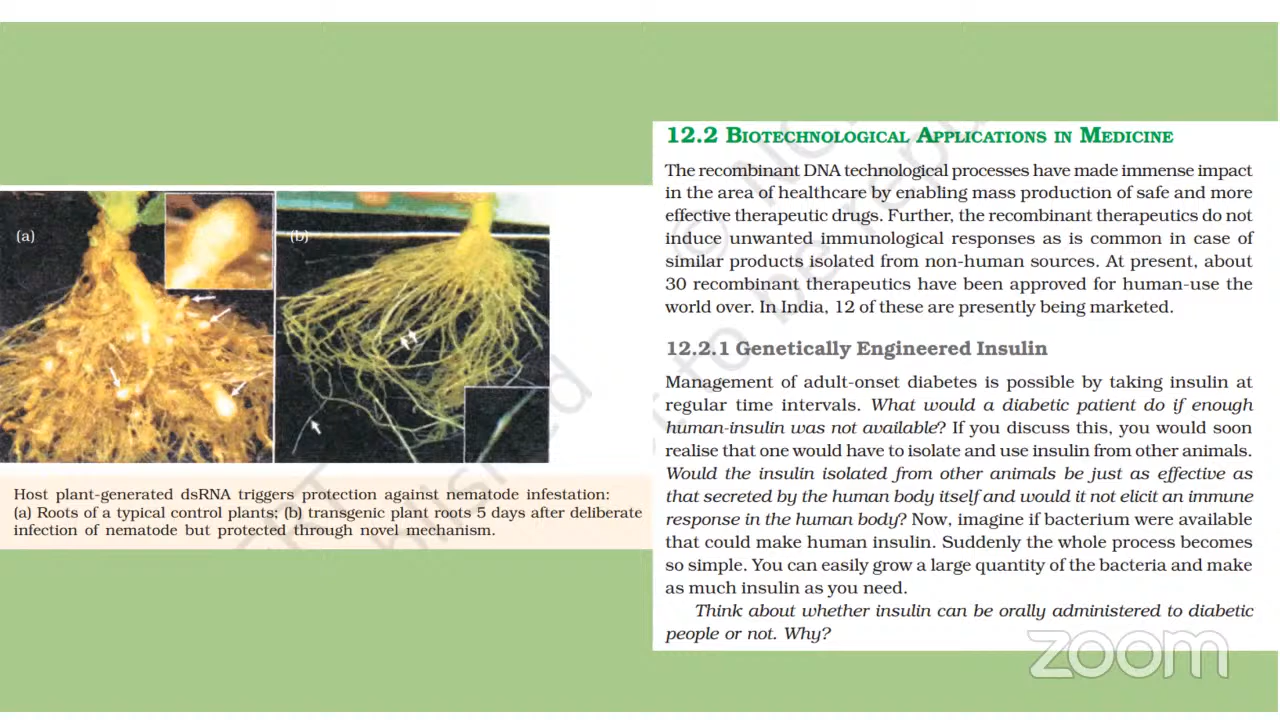 (a)
(b)
Host plant-generated dsRNA triggers protection against nematode infestation:
(a) Roots of a typical control plants; (b) transgenic plant roots 5 days after deliberate
infection of nematode but protected through novel mechanism.
12.2 BIOTECHNOLOGICAL APPLICATIONS IN MEDICINE
The recombinant DNA technological processes have made immense impact
in the area of healthcare by enabling mass production of safe and more
effective therapeutic drugs. Further, the recombinant therapeutics do not
induce unwanted immunological responses as is common in case of
similar products isolated from non-human sources. At present, about
30 recombinant therapeutics have been approved for human-use the
world over. In India, 12 of these are presently being marketed.
12.2.1 Genetically Engineered Insulin
Management of adult-onset diabetes is possible by taking insulin at
regular time intervals. What would a diabetic patient do if enough
human-insulin was not available? If you discuss this, you would soon
realise that one would have to isolate and use insulin from other animals.
Would the insulin isolated from other animals be just as effective as
that secreted by the human body itself and would it not elicit an immune
response in the human body? Now, imagine if bacterium were available
that could make human insulin. Suddenly the whole process becomes
so simple. You can easily grow a large quantity of the bacteria and make
as much insulin as you need.
Think about whether insulin can be orally administered to diabetic
people or not. Why?
zoom